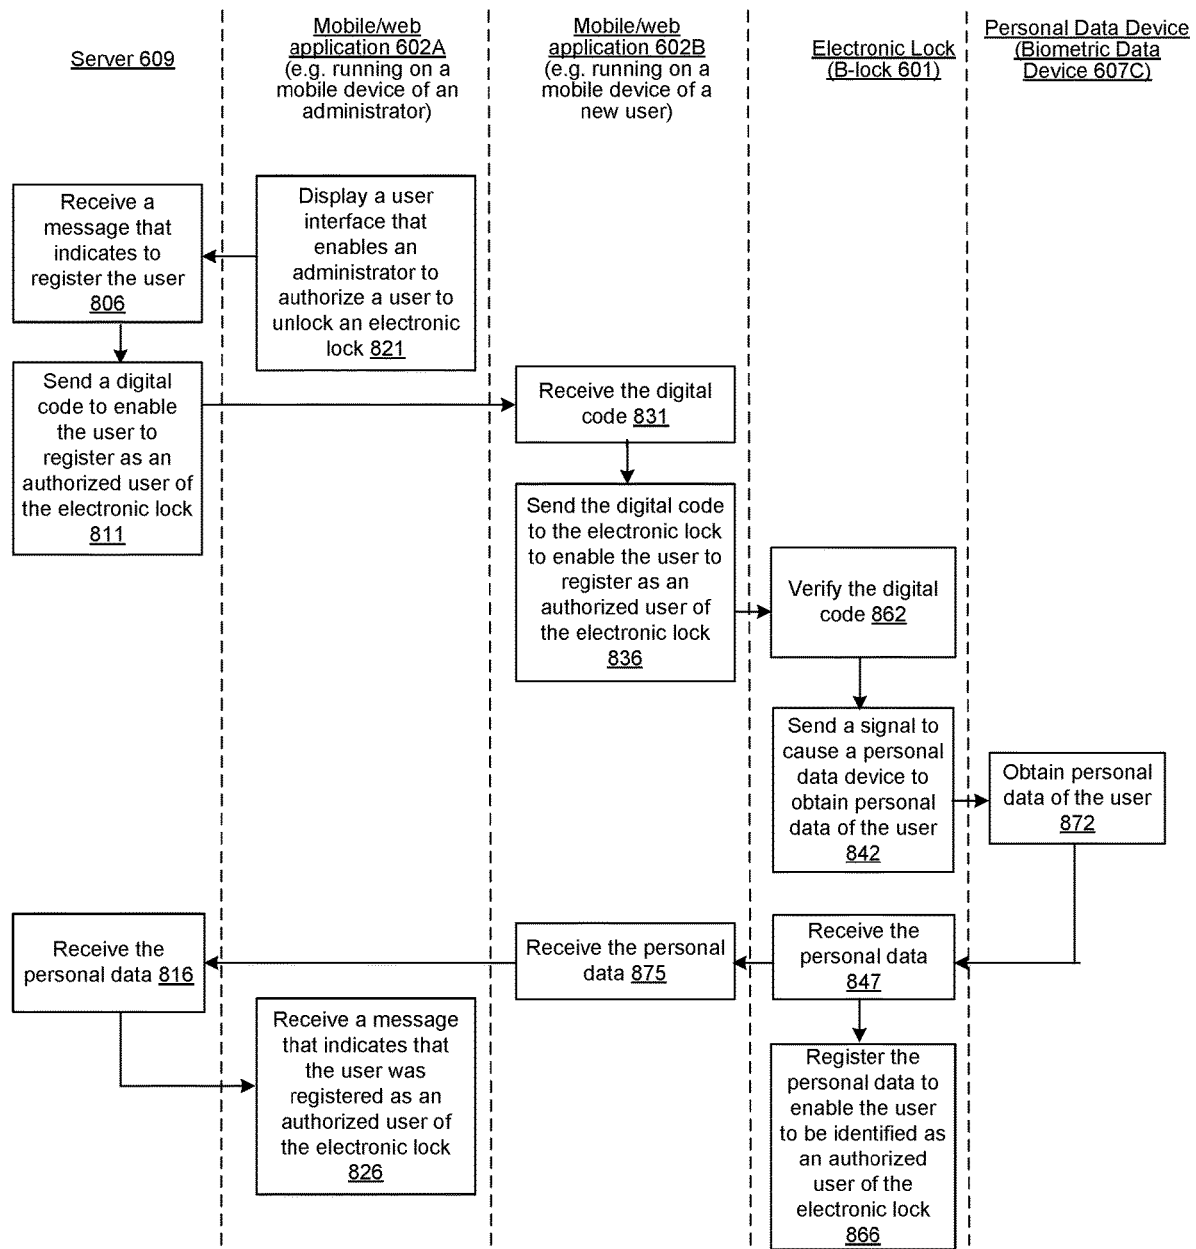 Server 609
Mobile/web
application 602A
(e.g. running on a
mobile device of an
administrator)
Mobile/web
application 602B
(e.g. running on a
mobile device of a
new user)
Electronic Lock
(B-lock 601)
Personal Data Device
(Biometric Data
Device 607C)
Receive a
message that
indicates to
register the user
806
Display a user
interface that
enables an
administrator to
authorize a user to
unlock an electronic
lock 821
Send a digital
code to enable
the user to
register as an
authorized user of
the electronic lock
811
Receive the digital
code 831
Send the digital code
to the electronic lock
to enable the user to
register as an
authorized user of
the electronic lock
836
Verify the digital
code 862
Send a signal to
cause a personal
data device to
obtain personal
data of the user
842
Obtain personal
data of the user
872
Receive the
personal data 816
Receive the personal
data 875
Receive the
personal data
847
Receive a message
that indicates that
the user was
registered as an
authorized user of
the electronic lock
826
Register the
personal data to
enable the user
to be identified as
an authorized
user of the
electronic lock
866